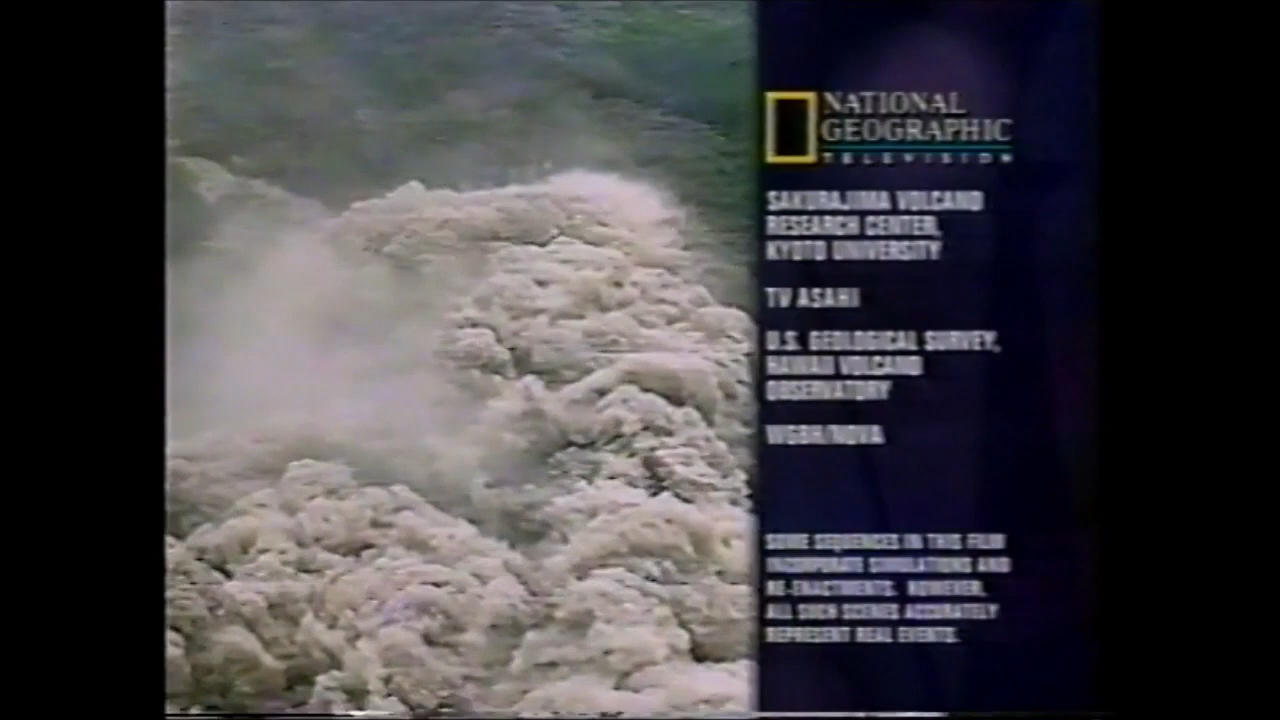 NATIONAL
GEOGRAPHIC
TELEVISION
SAKURAJIMA VOLCANO
RESEARCH CENTER,
KYOTO UNIVERSITY
TV ASAHI
U.S. GEOLOGICAL SURVEY,
HAWAII VOLCANO
OBSERVATORY
WGBH/NOVA
SOME SEQUENCES IN THIS FILM
INCORPORATE SIMULATIONS AND
RE-ENACTMENTS. HOWEVER,
ALL SUCH SCENES ACCURATELY
REPRESENT REAL EVENTS.